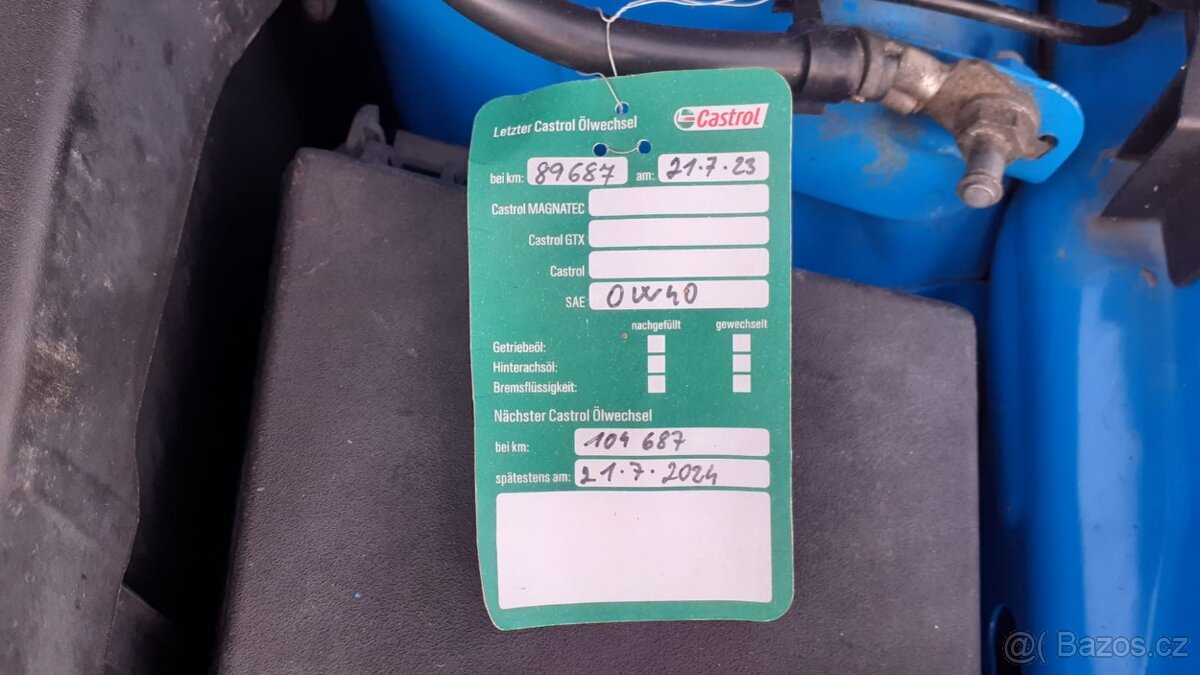 Letzter Castrol Ölwechsel Castrol
bei km: 89687 am: 21.7.23
Castrol MAGNATEC
Castrol GTX
Castrol
SAE 0W40
nachgefüllt gewechselt
Getriebeöl:
Hinterachsöl:
Bremsflüssigkeit:
Nächster Castrol Ölwechsel
bei km: 104 687
spätestens am: 21.7.2024
@( Bazos.cz